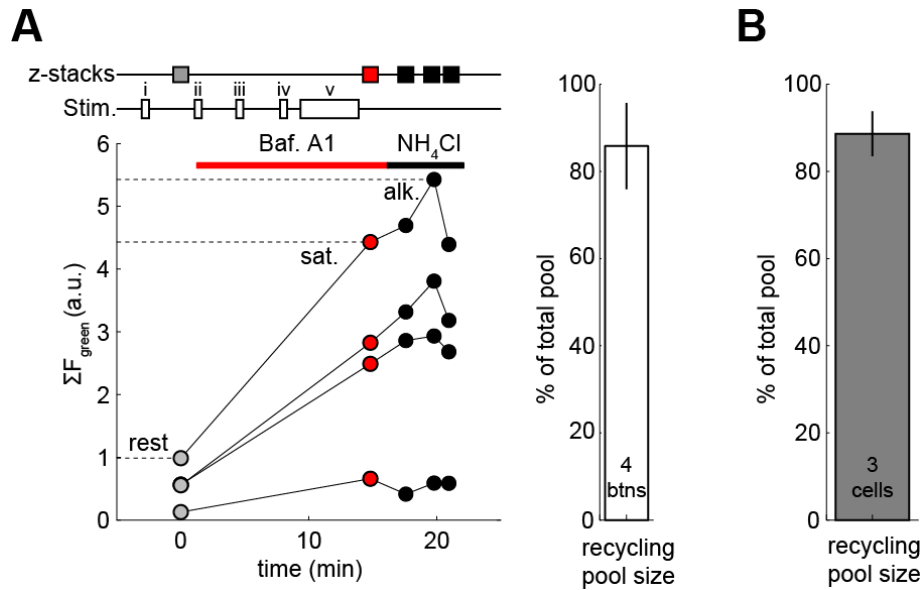 A
B
z-stacks
i
ii
iii
iv
v
Stim.
Baf. A1
NH4Cl
alk.
sat.
rest
6
5
4
3
2
1
0
ΣFgreen (a.u.)
0
10
20
time (min)
100
80
60
40
20
0
% of total pool
4
btns
recycling
pool size
100
80
60
40
20
0
% of total pool
3
cells
recycling
pool size